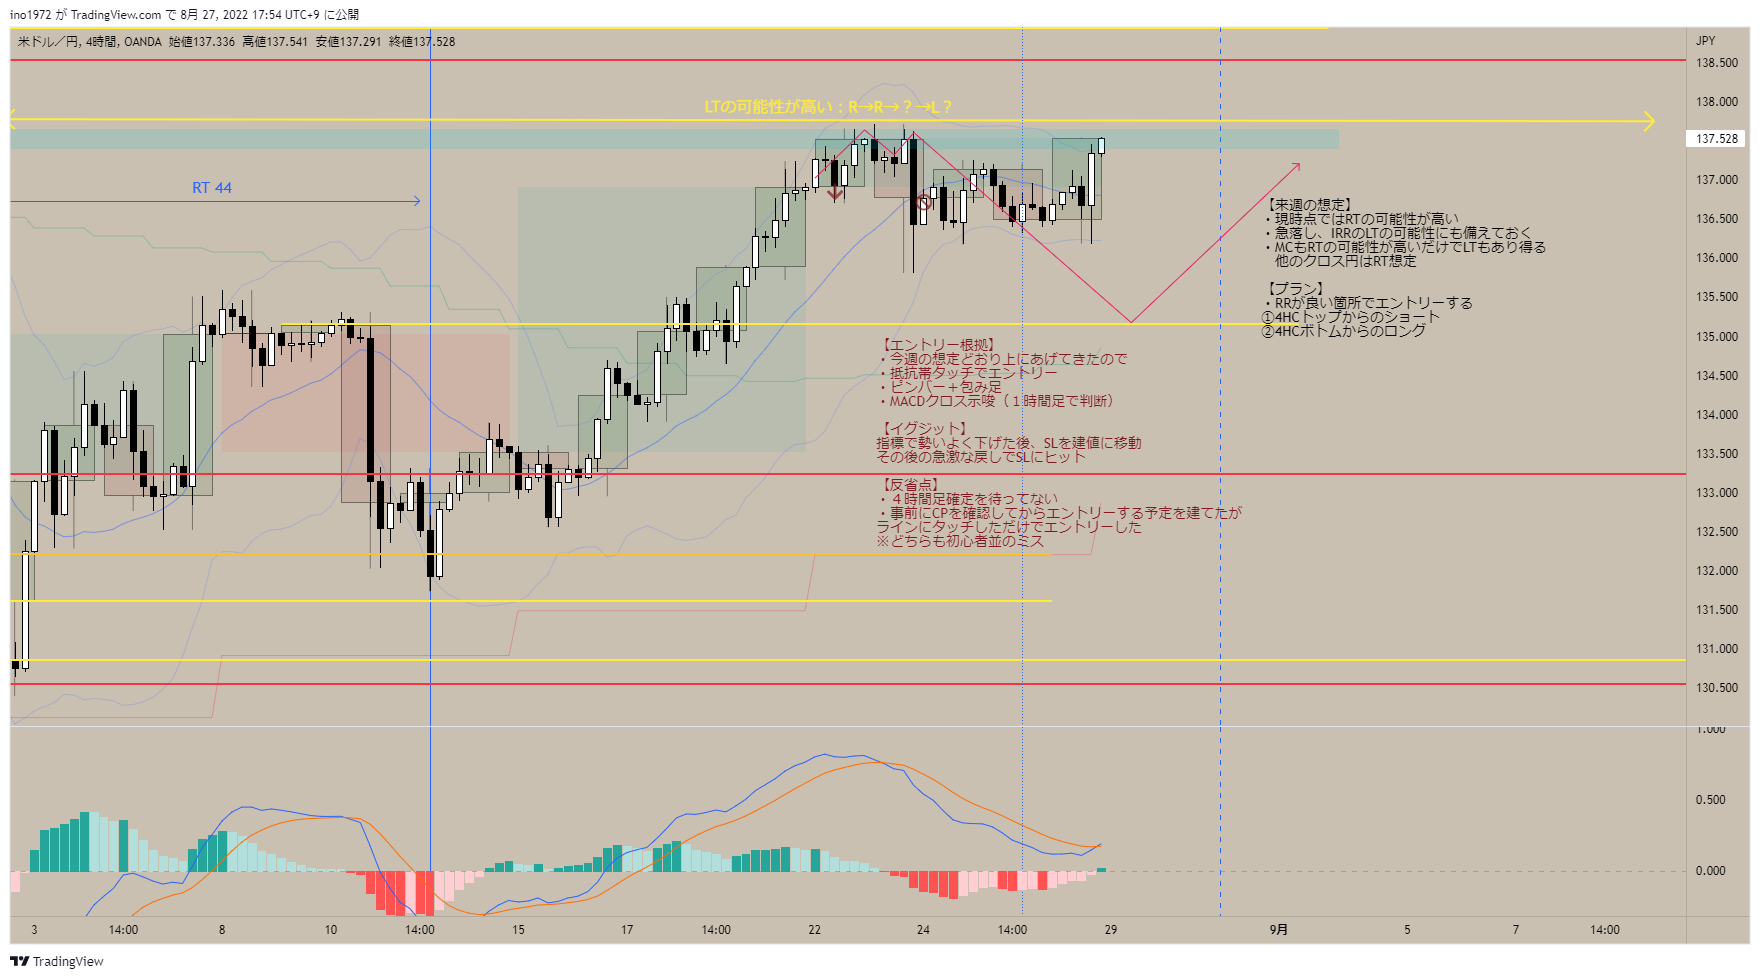 ino1972 が TradingView.com で 8月 27, 2022 17:54 UTC+9 に公開
米ドル／円, 4時間, OANDA 始値137.336 高値137.541 安値137.291 終値137.528
JPY
138.500
138.000
137.528
137.000
136.500
136.000
135.500
135.000
134.500
134.000
133.500
133.000
132.500
132.000
131.500
131.000
130.500
LTの可能性が高い：R→R→？→L？
RT 44
【来週の想定】
・現時点ではRTの可能性が高い
・急落し、IRRのLTの可能性にも備えておく
・MCもRTの可能性が高いだけでLTもあり得る
他のクロス円はRT想定
【プラン】
・RRが良い箇所でエントリーする
①4HCトップからのショート
②4HCボトムからのロング
【エントリー根拠】
・今週の想定どおり上にあげてきたので
・抵抗帯タッチでエントリー
・ピンバー＋包み足
・MACDクロス示唆（１時間足で判断）
【イグジット】
指標で勢いよく下げた後、SLを建値に移動
その後の急激な戻しでSLにヒット
【反省点】
・４時間足確定を待ってない
・事前にCPを確認してからエントリーする予定を建てたが
ラインにタッチしただけでエントリーした
※どちらも初心者並のミス
1.000
0.500
0.000
3 14:00 8 10 14:00 15 17 14:00 22 24 14:00 29 9月 5 7 14:00
TradingView